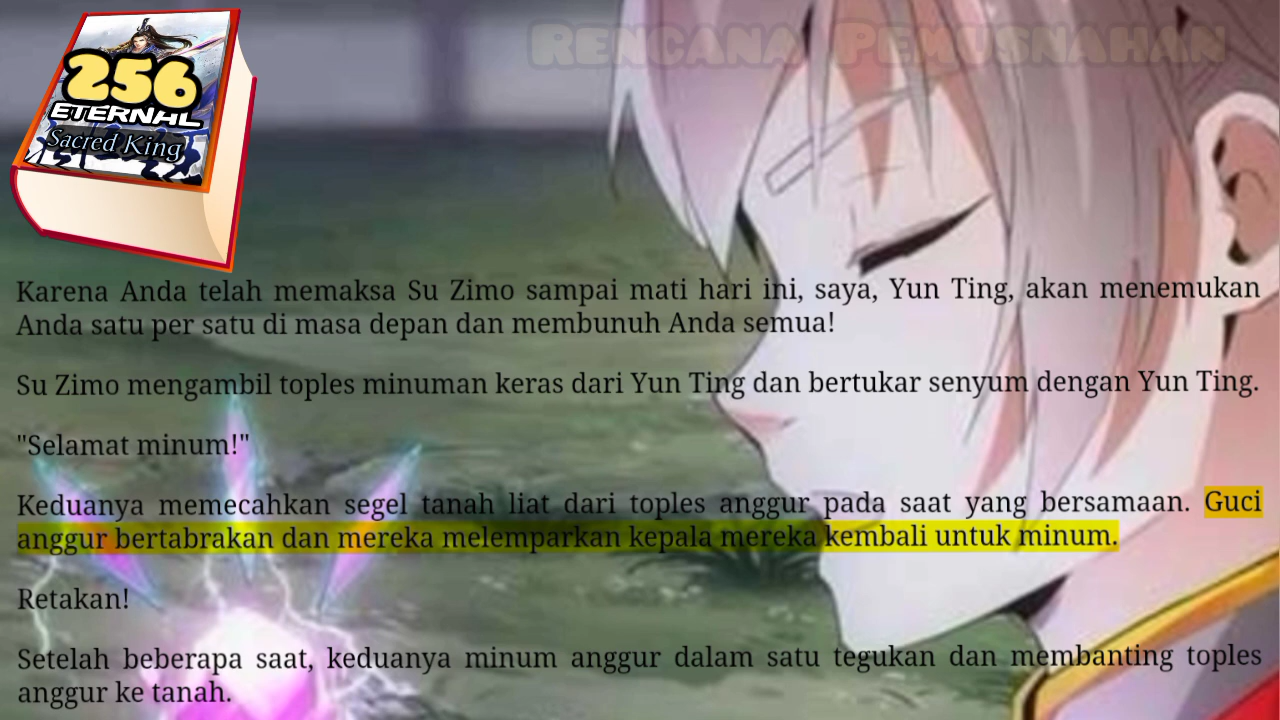 RENCANA PEMUSNAHAN
256
ETERNAL
Sacred King
Karena Anda telah memaksa Su Zimo sampai mati hari ini, saya, Yun Ting, akan menemukan
Anda satu per satu di masa depan dan membunuh Anda semua!
Su Zimo mengambil toples minuman keras dari Yun Ting dan bertukar senyum dengan Yun Ting.
"Selamat minum!"
Keduanya memecahkan segel tanah liat dari toples anggur pada saat yang bersamaan. Guci
anggur bertabrakan dan mereka melemparkan kepala mereka kembali untuk minum.
Retakan!
Setelah beberapa saat, keduanya minum anggur dalam satu tegukan dan membanting toples
anggur ke tanah.